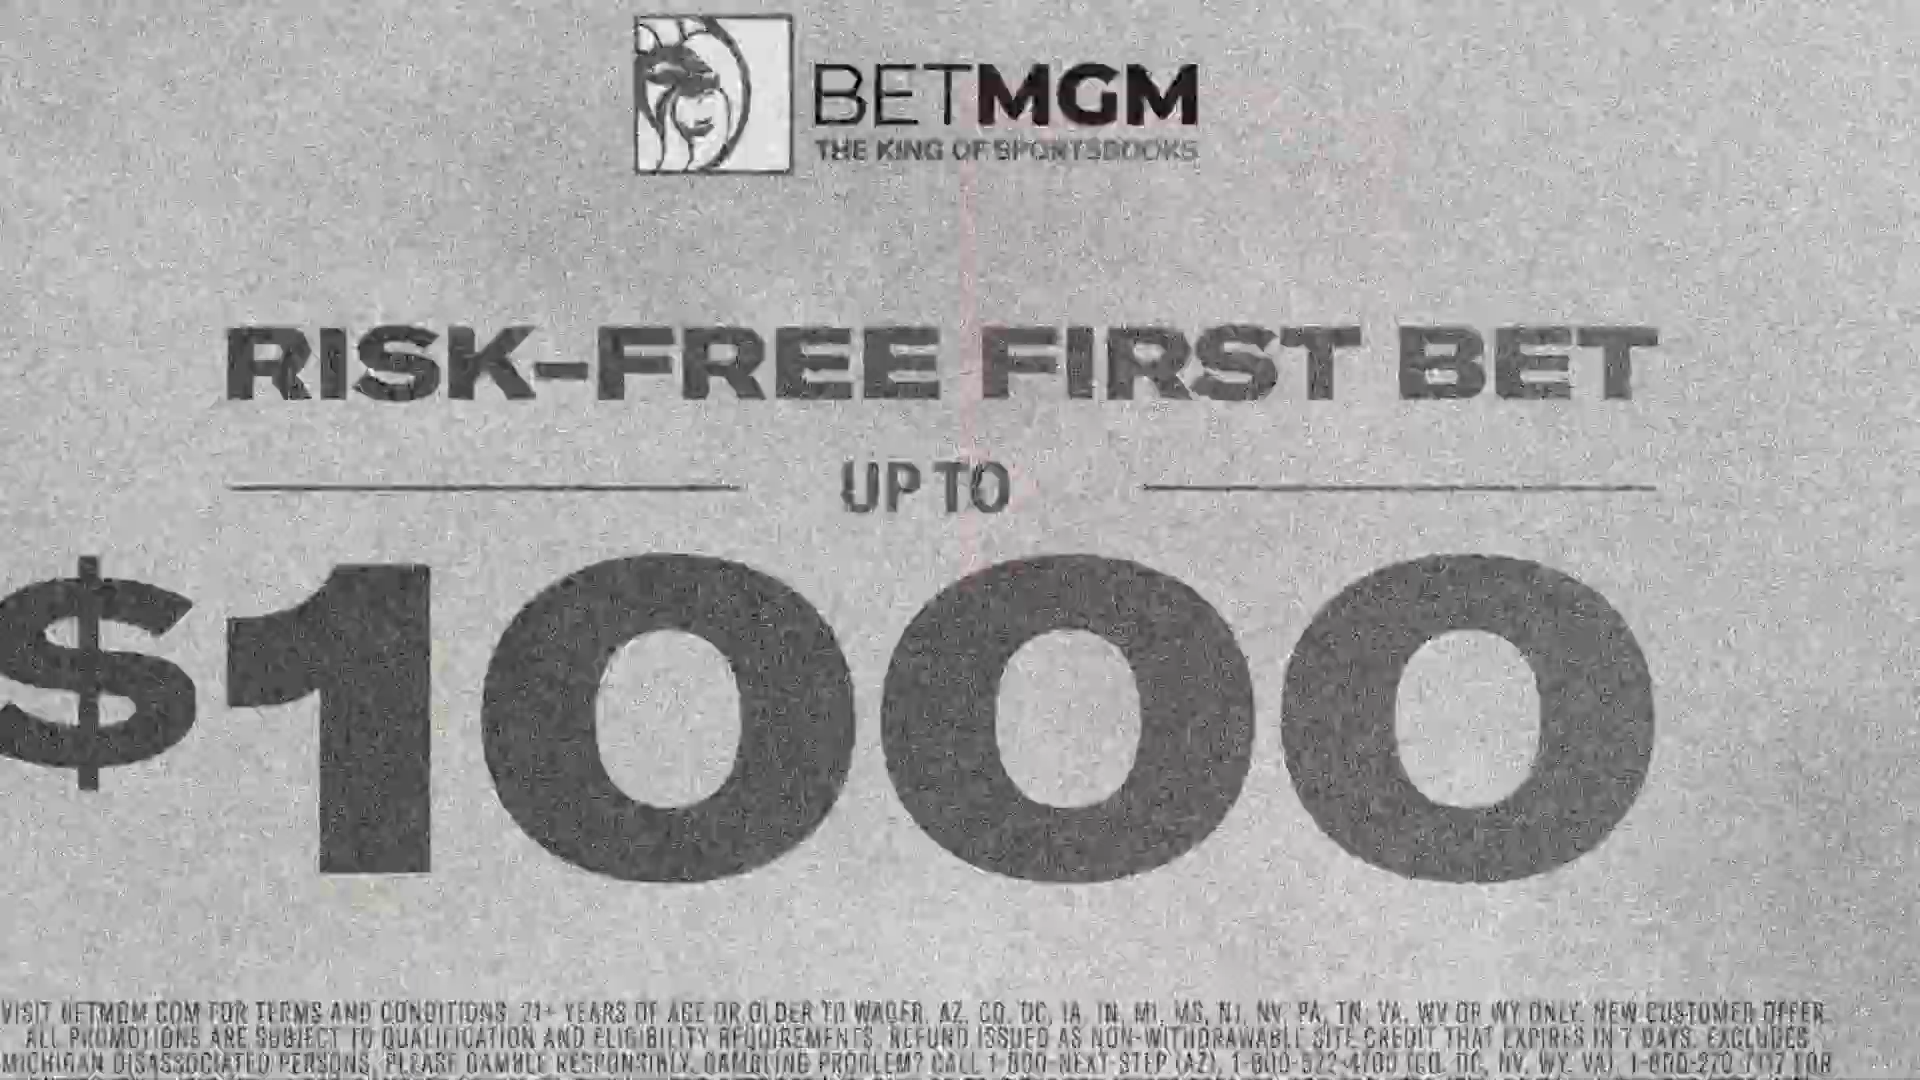 BETMGM
THE KING OF SPORTSBOOKS
RISK-FREE FIRST BET
UP TO
$1000
VISIT BETMGM.COM FOR TERMS AND CONDITIONS. 21+ YEARS OF AGE OR OLDER TO WAGER. AZ, CO, DC, IA, IN, MI, MS, NJ, NV, PA, TN, VA, WV OR WY ONLY. NEW CUSTOMER OFFER.
ALL PROMOTIONS ARE SUBJECT TO QUALIFICATION AND ELIGIBILITY REQUIREMENTS. REFUND ISSUED AS NON-WITHDRAWABLE SITE CREDIT THAT EXPIRES IN 7 DAYS. EXCLUDES
MICHIGAN DISASSOCIATED PERSONS. PLEASE GAMBLE RESPONSIBLY. GAMBLING PROBLEM? CALL 1-800-NEXT-STEP (AZ), 1-800-522-4700 (CO, DC, NV, WY, VA), 1-800-270-7117 FOR